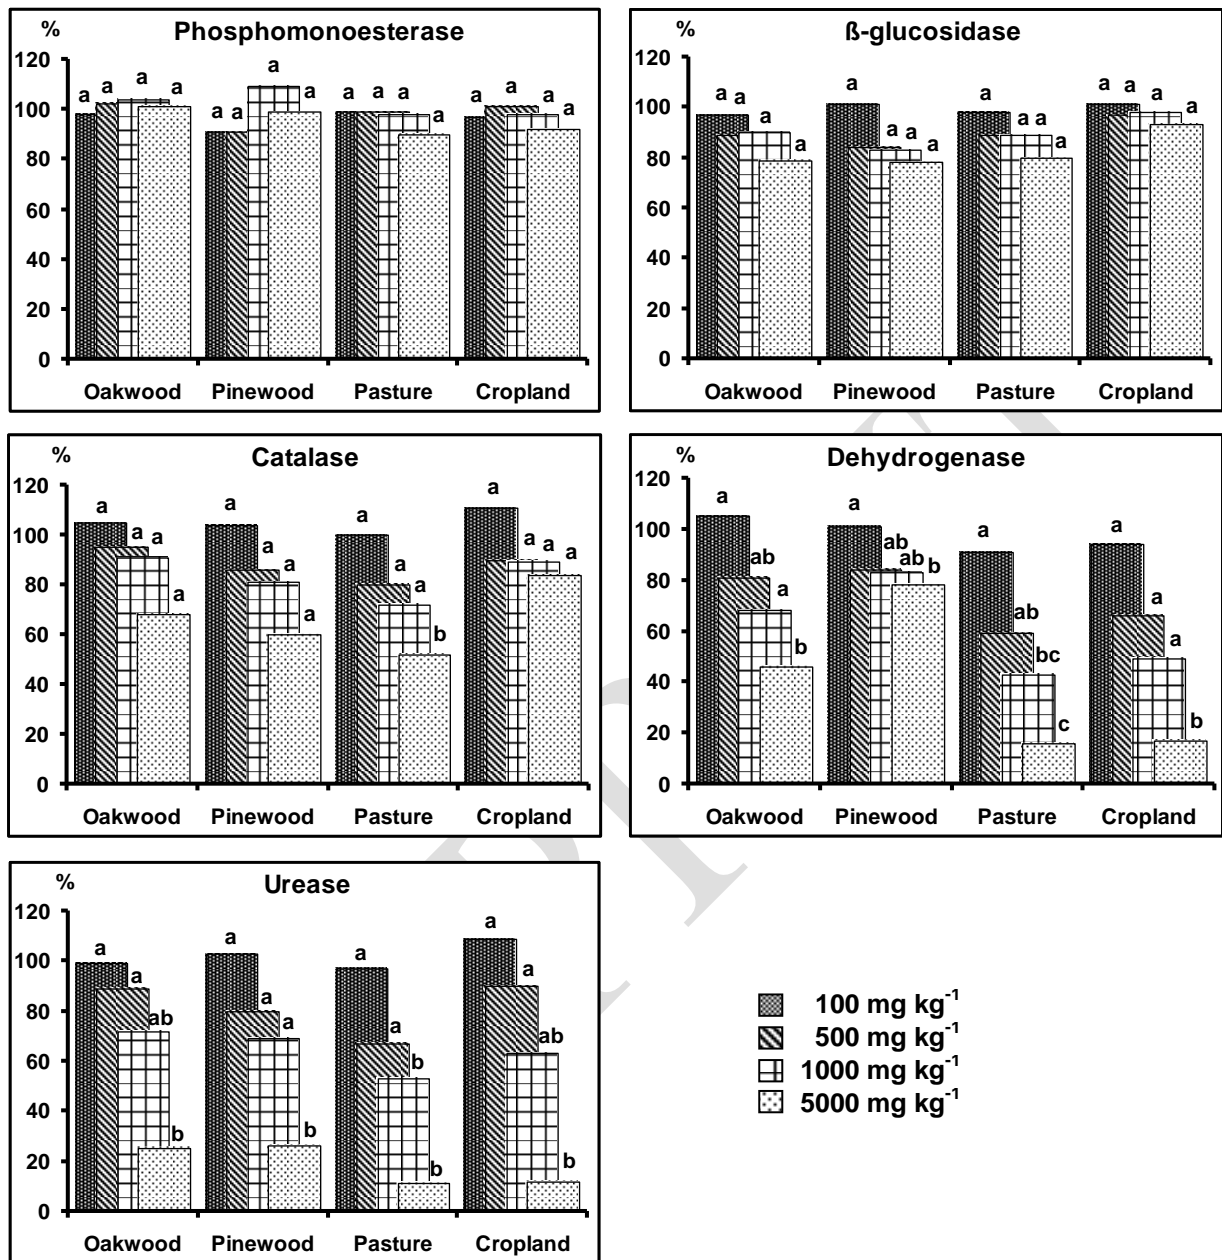 %
Phosphomonoesterase
120
100
80
60
40
20
0
a a a a
a a a a
a a a a
a a a a
Oakwood Pinewood Pasture Cropland
%
ß-glucosidase
120
100
80
60
40
20
0
a a a a
a a a a
a a a a
a a a a
Oakwood Pinewood Pasture Cropland
%
Catalase
120
100
80
60
40
20
0
a a a a
a a a a
a a a b
a a a a
Oakwood Pinewood Pasture Cropland
%
Dehydrogenase
120
100
80
60
40
20
0
a ab a b
a ab ab b
a ab bc c
a a a b
Oakwood Pinewood Pasture Cropland
%
Urease
120
100
80
60
40
20
0
a a ab b
a a a b
a a b b
a a ab b
Oakwood Pinewood Pasture Cropland
100 mg kg⁻¹
500 mg kg⁻¹
1000 mg kg⁻¹
5000 mg kg⁻¹